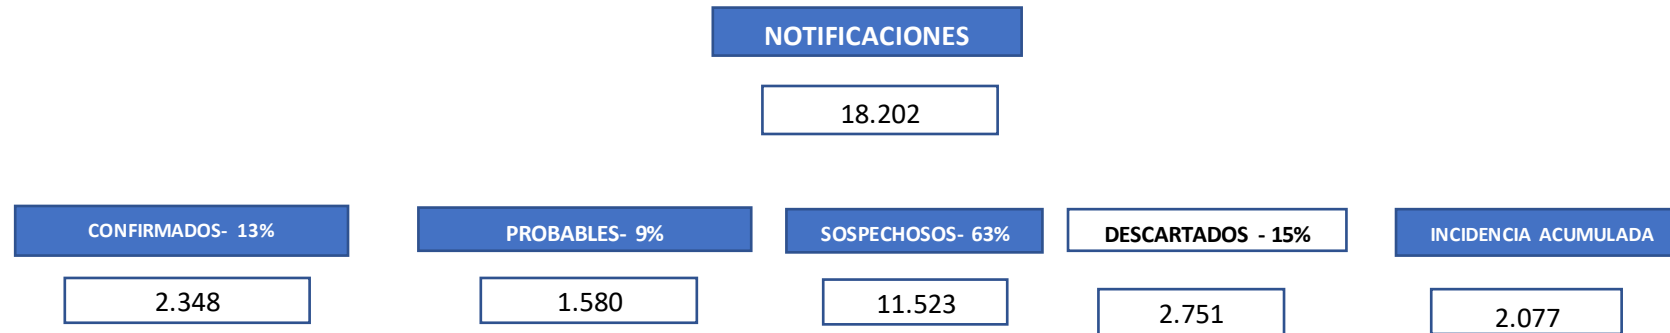 NOTIFICACIONES
18.202
CONFIRMADOS- 13%
PROBABLES- 9%
SOSPECHOSOS- 63%
DESCARTADOS - 15%
INCIDENCIA ACUMULADA
2.348
1.580
11.523
2.751
2.077